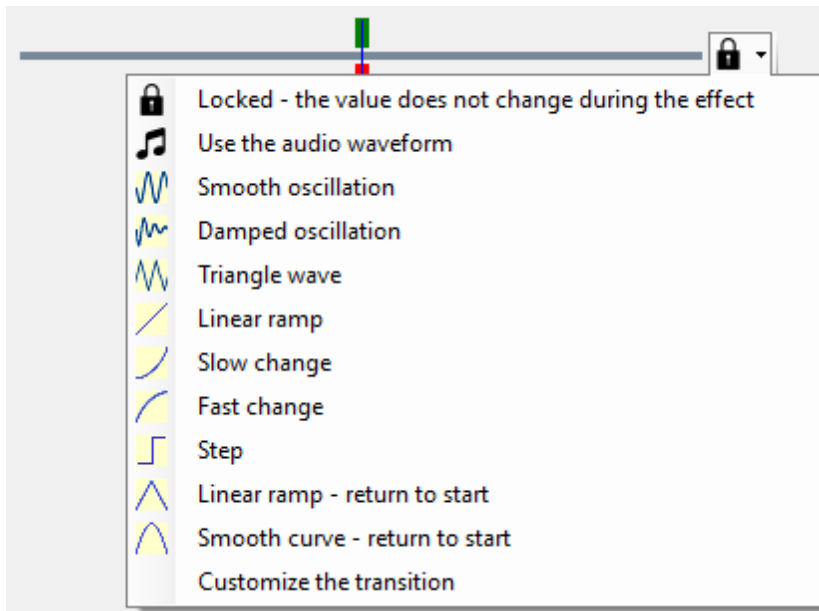 Locked - the value does not change during the effect
Use the audio waveform
Smooth oscillation
Damped oscillation
Triangle wave
Linear ramp
Slow change
Fast change
Step
Linear ramp - return to start
Smooth curve - return to start
Customize the transition